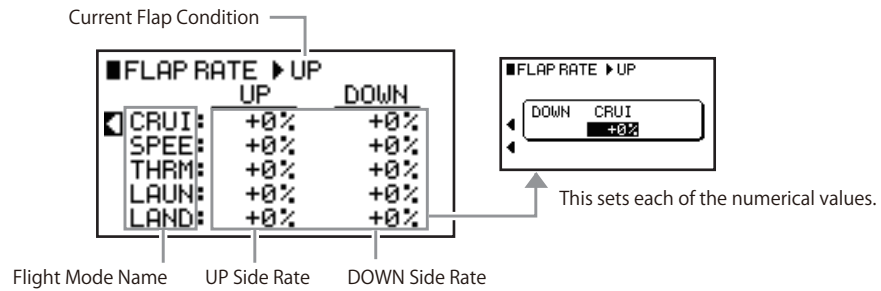 Current Flap Condition
■FLAP RATE ▶UP
UP DOWN
CRUI: +0% +0%
SPEE: +0% +0%
THRM: +0% +0%
LAUN: +0% +0%
LAND: +0% +0%
■FLAP RATE ▶UP
DOWN CRUI
+0%
This sets each of the numerical values.
Flight Mode Name UP Side Rate DOWN Side Rate